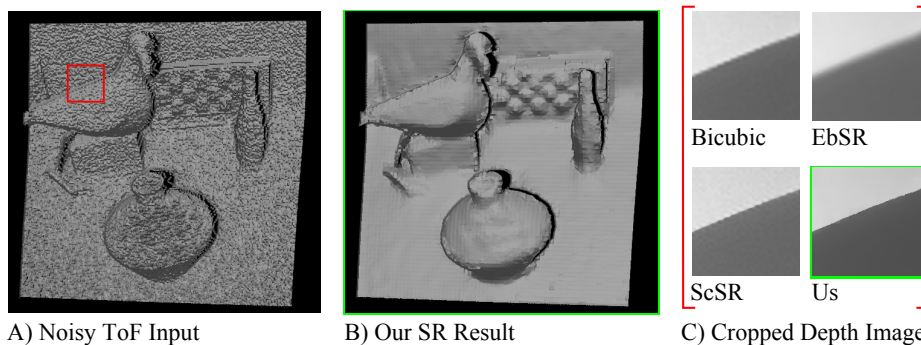 Bicubic
EbSR
ScSR
Us
A) Noisy ToF Input
B) Our SR Result
C) Cropped Depth Image